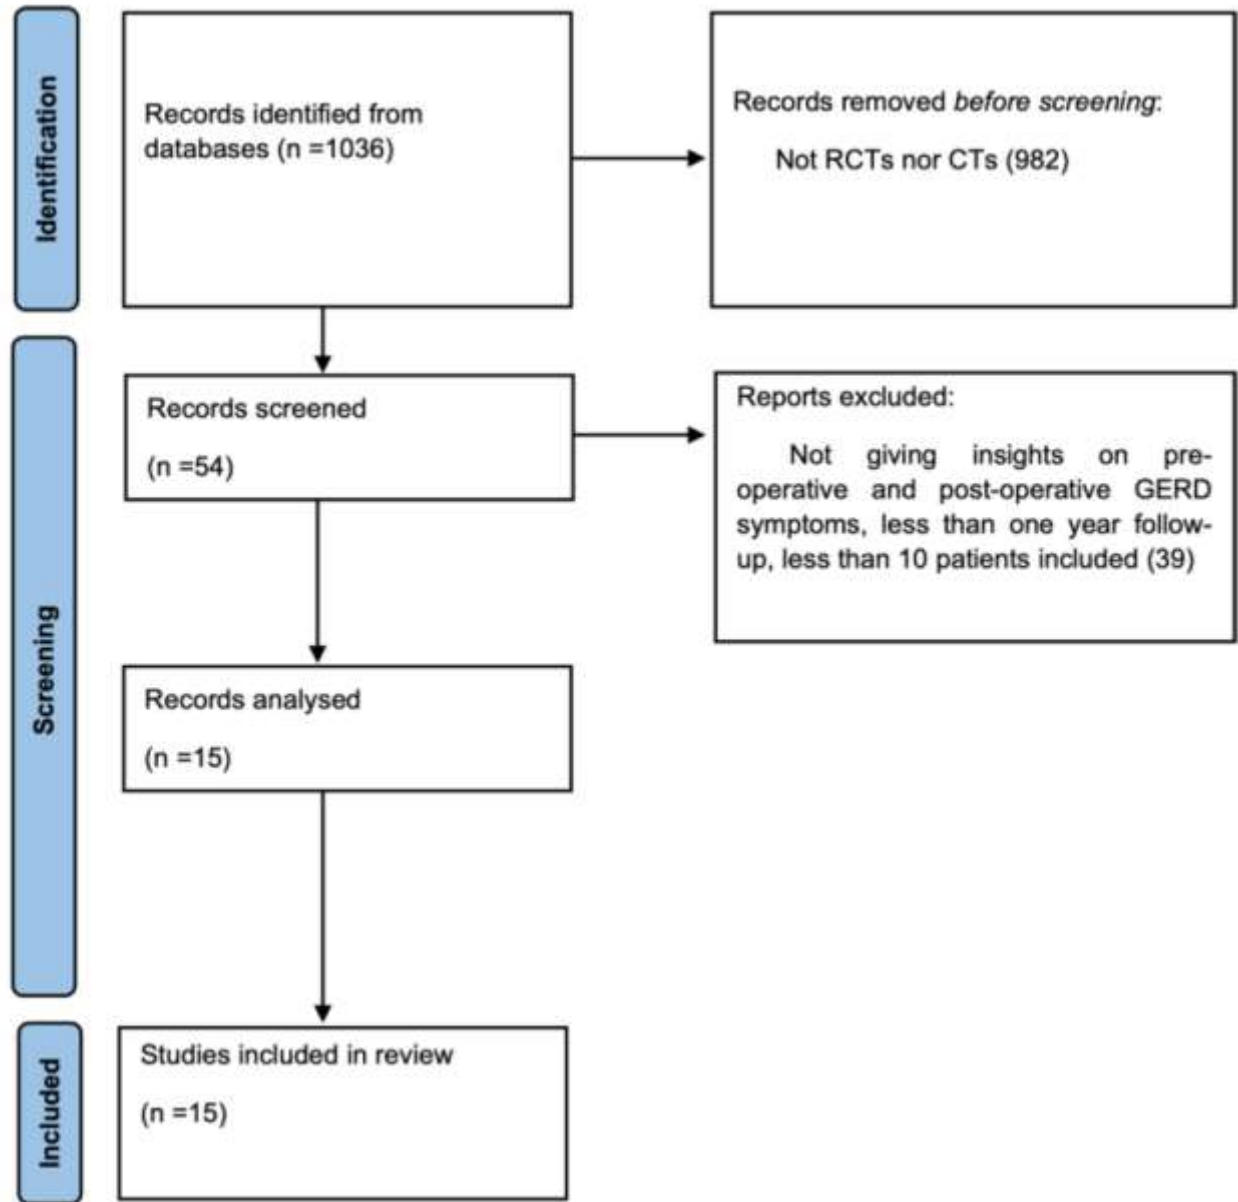 Identification
Records identified from
databases (n =1036)
Records removed before screening:
Not RCTs nor CTs (982)
Screening
Records screened
(n =54)
Reports excluded:
Not giving insights on pre-
operative and post-operative GERD
symptoms, less than one year follow-
up, less than 10 patients included (39)
Records analysed
(n =15)
Included
Studies included in review
(n =15)